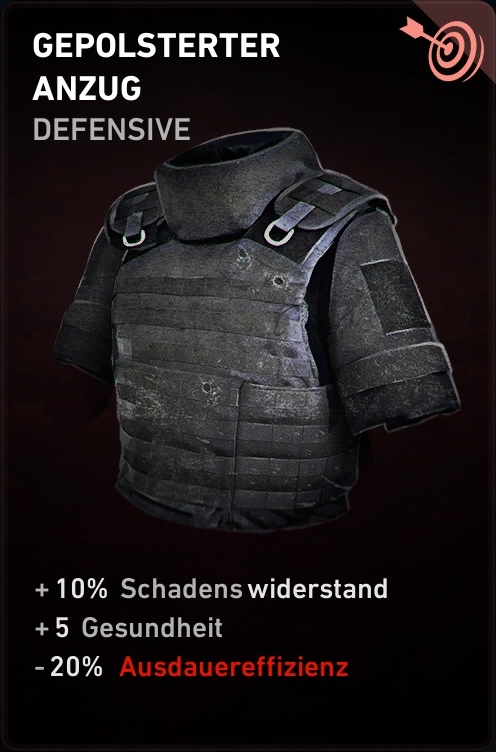 GEPOLSTERTER
ANZUG
DEFENSIVE
+ 10% Schadenswiderstand
+ 5 Gesundheit
- 20% Ausdauereffizienz